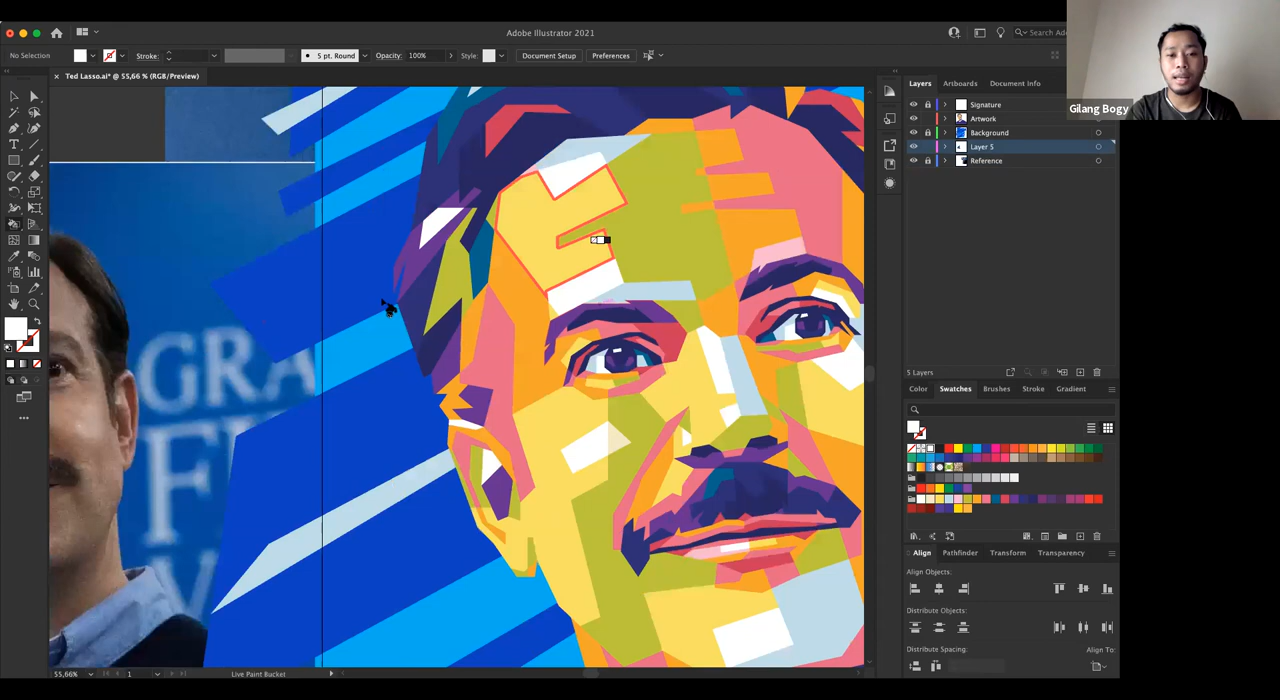 Adobe Illustrator 2021
Search Ado
No Selection
Stroke:
5 pt. Round
Opacity: 100%
Style:
Document Setup
Preferences
Ted Lasso.ai* @ 55,66 % (RGB/Preview)
Gilang Bogy
Layers
Artboards
Document Info
Signature
Artwork
Background
Layer 5
Reference
GRA
5 Layers
Color
Swatches
Brushes
Stroke
Gradient
Align
Pathfinder
Transform
Transparency
Align Objects:
Distribute Objects:
Distribute Spacing:
Align To:
55,66%
1
Live Paint Bucket